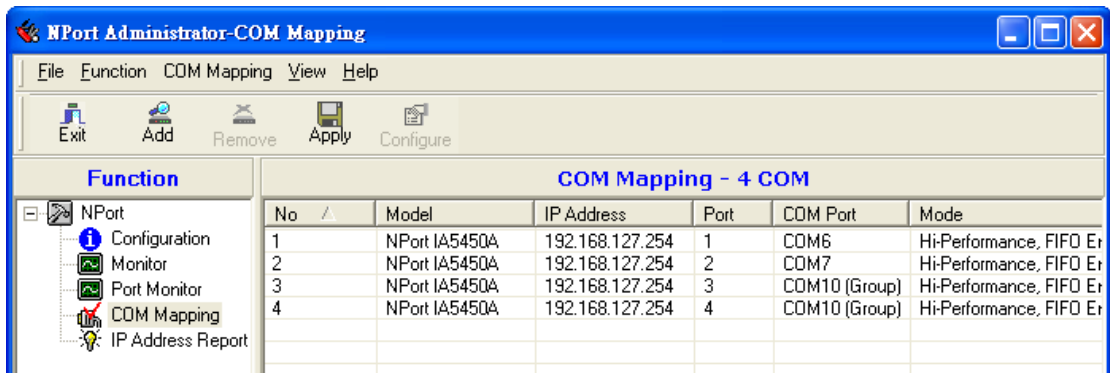 NPort Administrator-COM Mapping
File Function COM Mapping View Help
Exit Add Remove Apply Configure
Function
COM Mapping - 4 COM
NPort
Configuration
Monitor
Port Monitor
COM Mapping
IP Address Report
No Model IP Address Port COM Port Mode
1 NPort IA5450A 192.168.127.254 1 COM6 Hi-Performance, FIFO Er
2 NPort IA5450A 192.168.127.254 2 COM7 Hi-Performance, FIFO Er
3 NPort IA5450A 192.168.127.254 3 COM10 (Group) Hi-Performance, FIFO Er
4 NPort IA5450A 192.168.127.254 4 COM10 (Group) Hi-Performance, FIFO Er